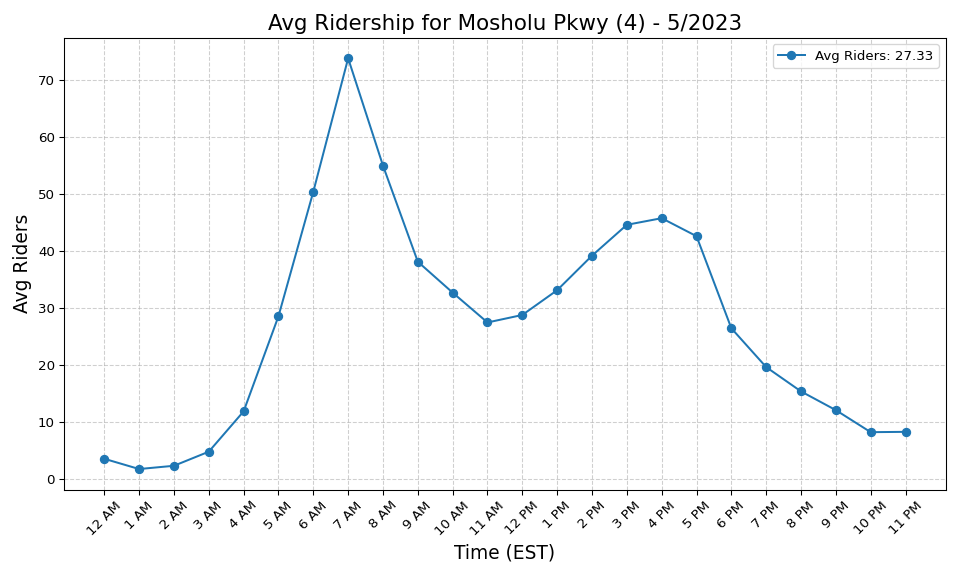 Avg Ridership for Mosholu Pkwy (4) - 5/2023
Avg Riders: 27.33
Avg Riders
70
60
50
40
30
20
10
0
12 AM
1 AM
2 AM
3 AM
4 AM
5 AM
6 AM
7 AM
8 AM
9 AM
10 AM
11 AM
12 PM
1 PM
2 PM
3 PM
4 PM
5 PM
6 PM
7 PM
8 PM
9 PM
10 PM
11 PM
Time (EST)